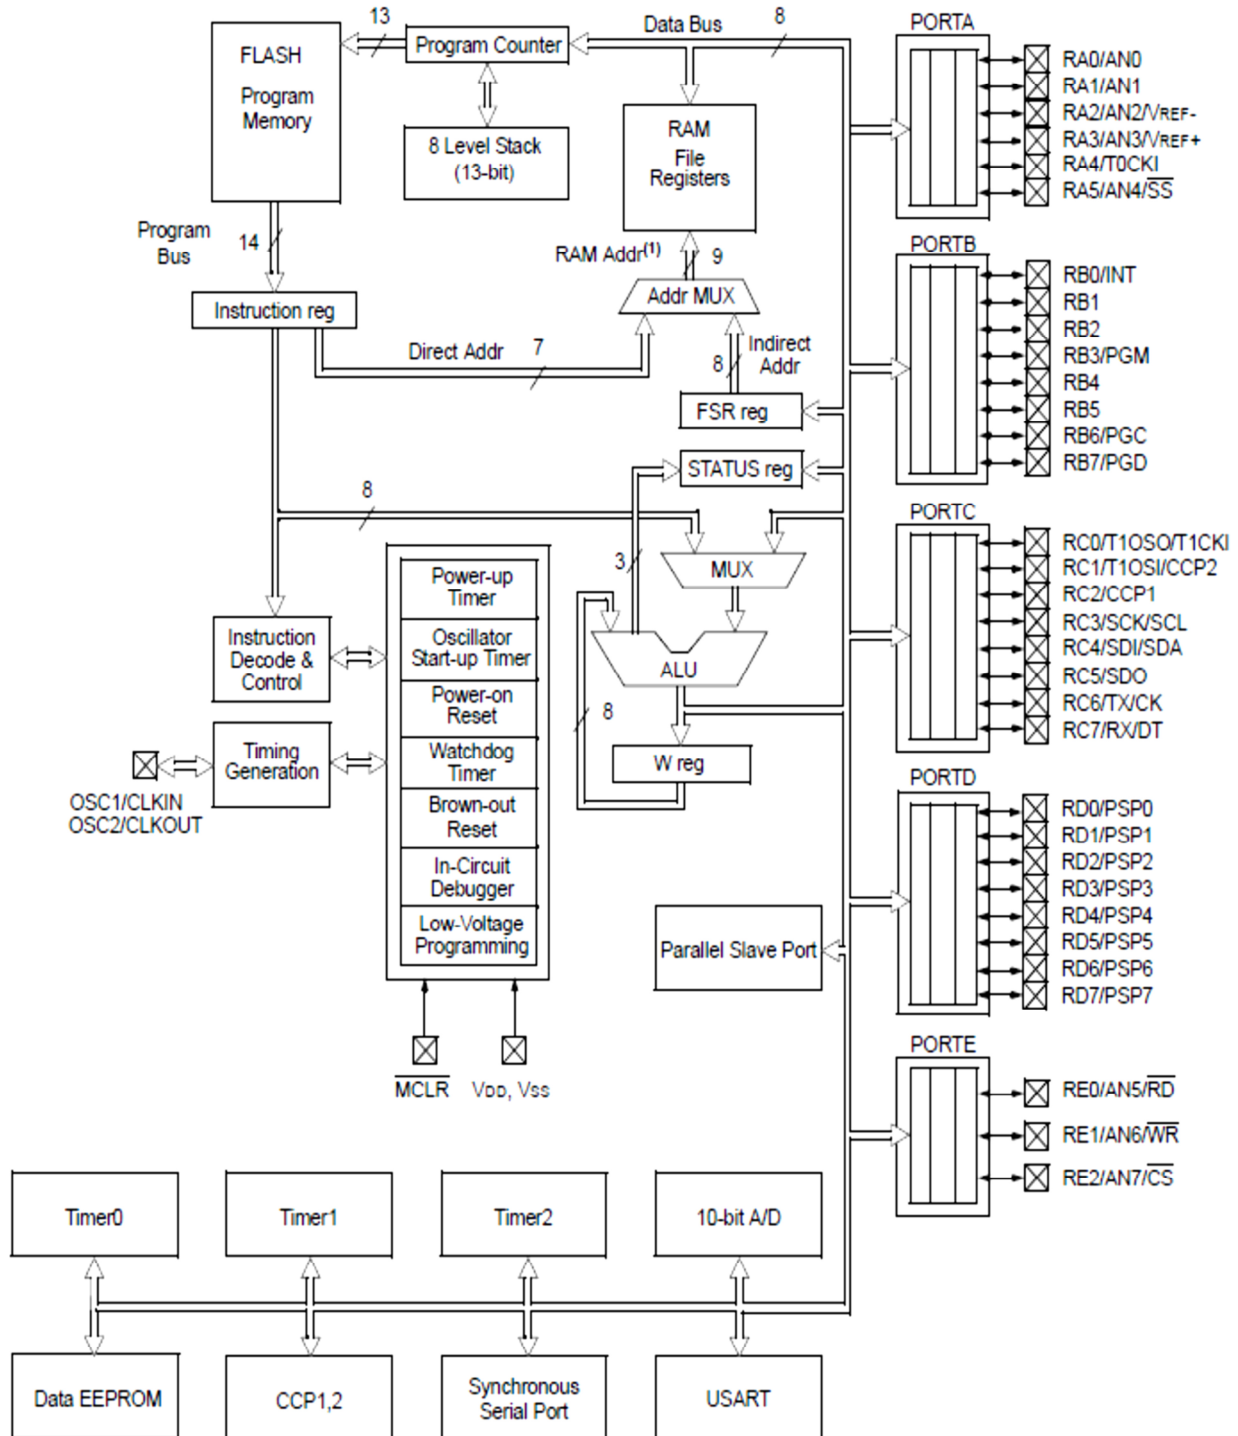 13
Data Bus
8
PORTA
FLASH
Program
Memory
Program Counter
8 Level Stack
(13-bit)
RAM
File
Registers
RA0/AN0
RA1/AN1
RA2/AN2/VREF-
RA3/AN3/VREF+
RA4/T0CKI
RA5/AN4/SS
Program
Bus
14
RAM Addr(1)
9
PORTB
Instruction reg
Addr MUX
RB0/INT
RB1
RB2
RB3/PGM
RB4
RB5
RB6/PGC
RB7/PGD
Direct Addr
7
8
Indirect
Addr
FSR reg
STATUS reg
8
3
MUX
PORTC
RC0/T1OSO/T1CKI
RC1/T1OSI/CCP2
RC2/CCP1
RC3/SCK/SCL
RC4/SDI/SDA
RC5/SDO
RC6/TX/CK
RC7/RX/DT
Power-up
Timer
Oscillator
Start-up Timer
Power-on
Reset
Watchdog
Timer
Brown-out
Reset
In-Circuit
Debugger
Low-Voltage
Programming
Instruction
Decode &
Control
Timing
Generation
OSC1/CLKIN
OSC2/CLKOUT
ALU
8
W reg
PORTD
RD0/PSP0
RD1/PSP1
RD2/PSP2
RD3/PSP3
RD4/PSP4
RD5/PSP5
RD6/PSP6
RD7/PSP7
Parallel Slave Port
MCLR
VDD, VSS
PORTE
RE0/AN5/RD
RE1/AN6/WR
RE2/AN7/CS
Timer0
Timer1
Timer2
10-bit A/D
Data EEPROM
CCP1,2
Synchronous
Serial Port
USART